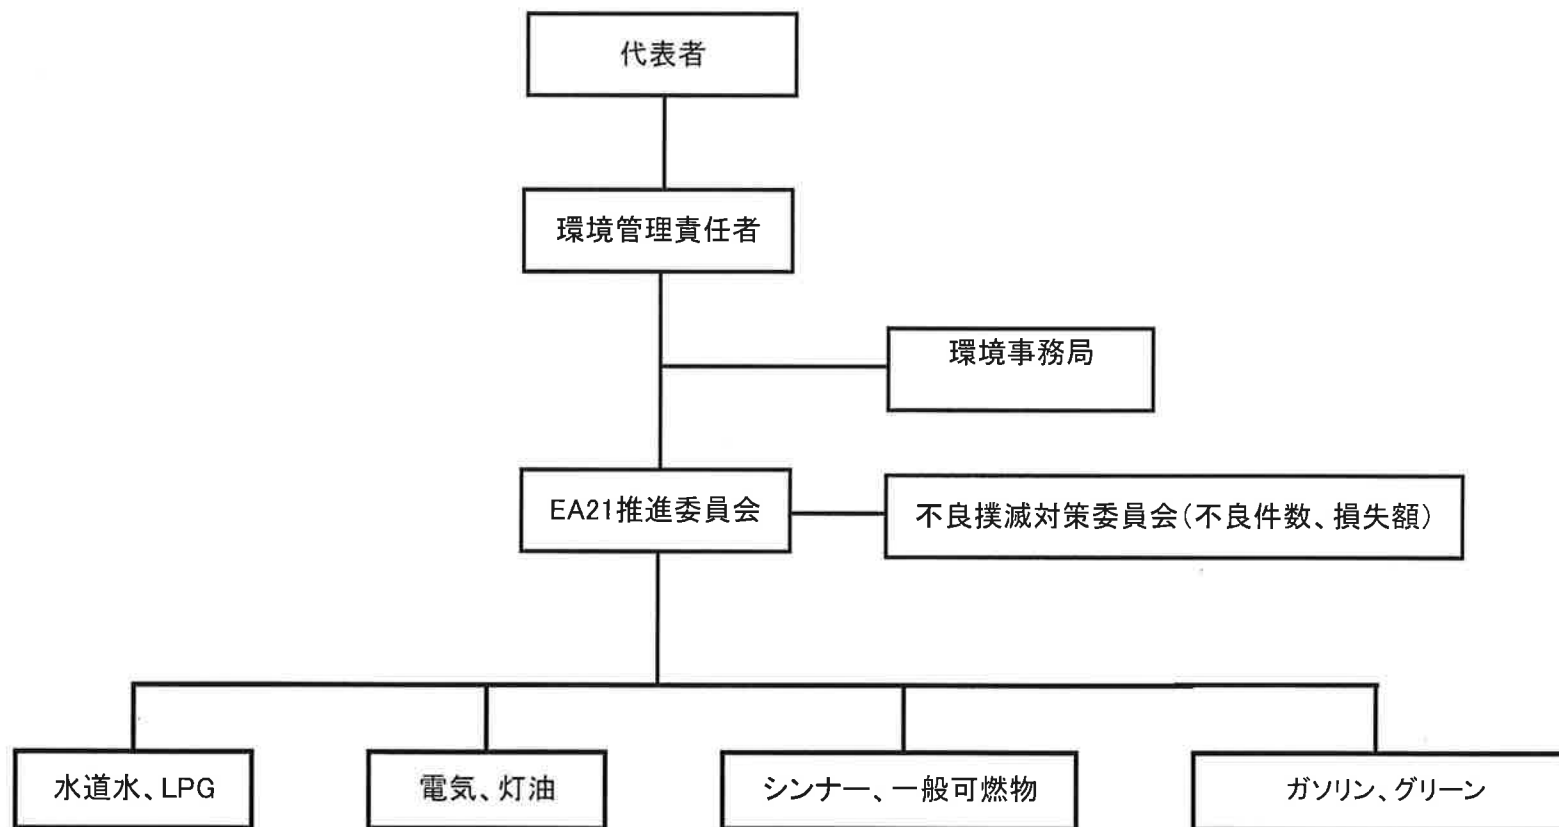 代表者
環境管理責任者
環境事務局
EA21推進委員会
不良撲滅対策委員会(不良件数、損失額)
水道水、LPG
電気、灯油
シンナー、一般可燃物
ガソリン、グリーン